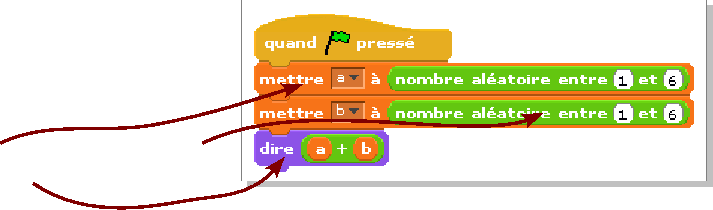 quand pressé
mettre a à nombre aléatoire entre 1 et 6
mettre b à nombre aléatoire entre 1 et 6
dire a + b